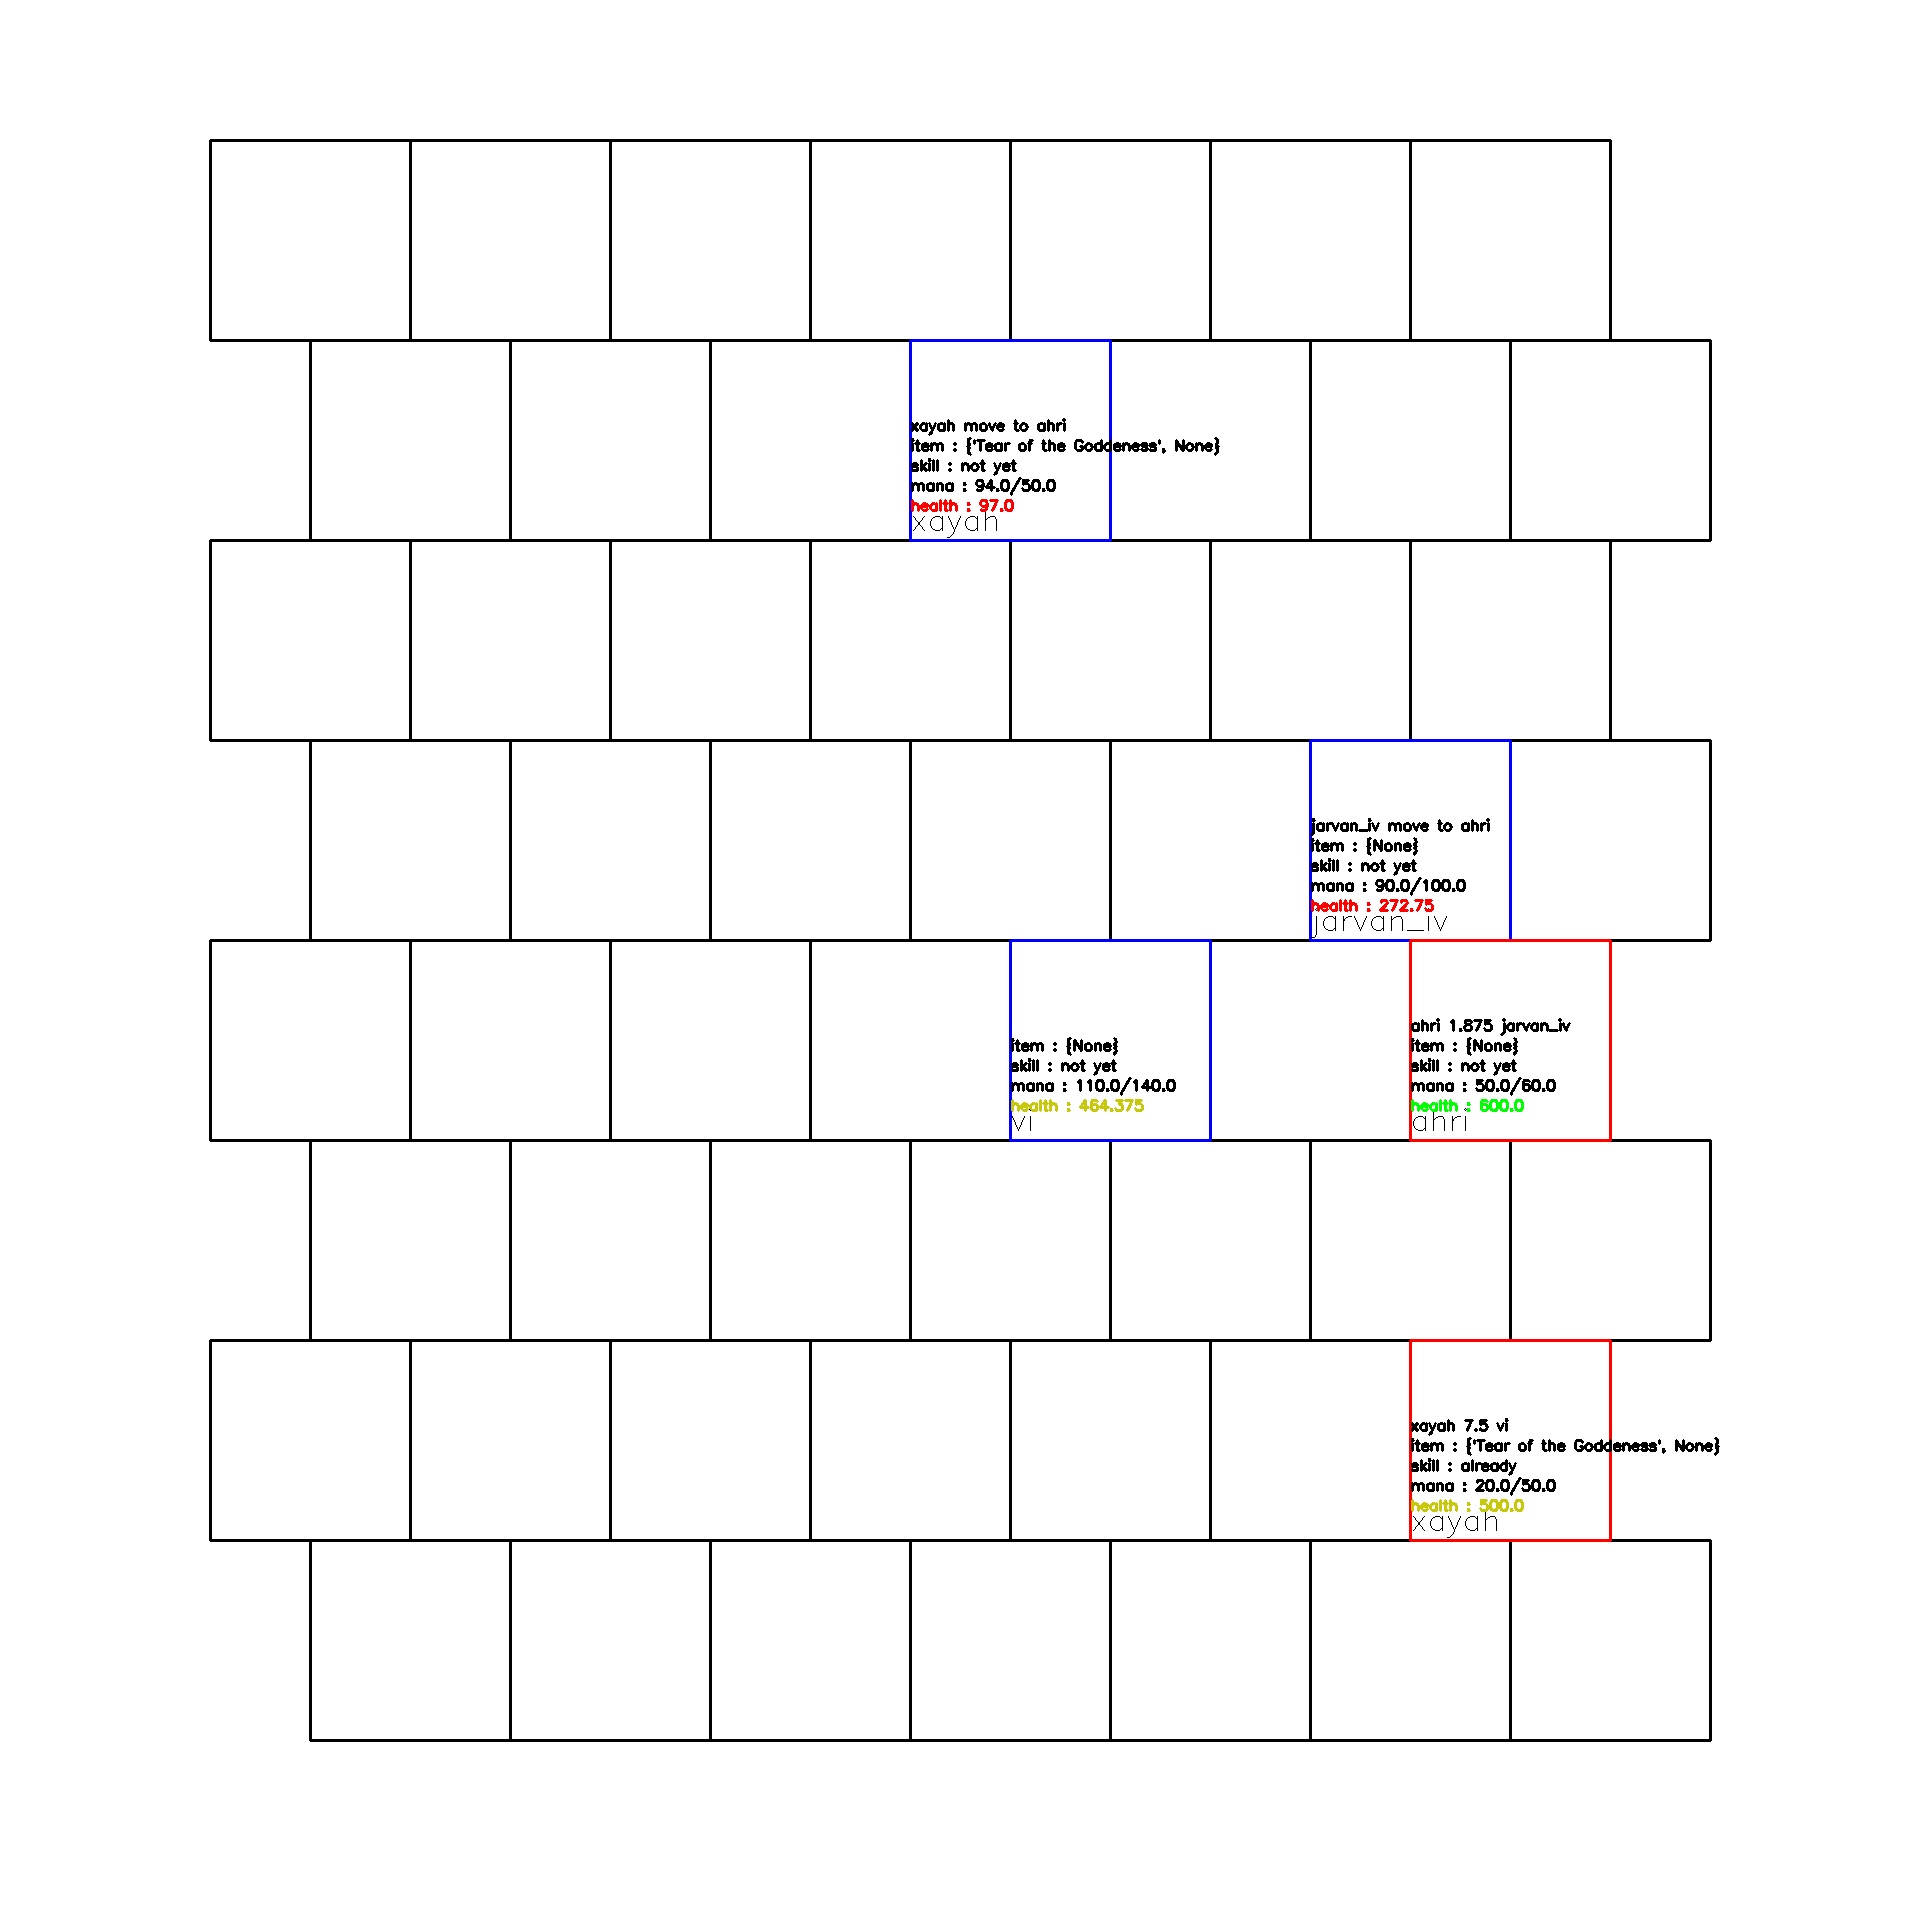 xayah move to ahri
item : {'Tear of the Goddeness', None}
skill : not yet
mana : 94.0/50.0
health : 97.0
xayah
jarvan_iv move to ahri
item : {None}
skill : not yet
mana : 90.0/100.0
health : 272.75
jarvan_iv
item : {None}
skill : not yet
mana : 110.0/140.0
health : 464.375
vi
ahri 1.875 jarvan_iv
item : {None}
skill : not yet
mana : 50.0/60.0
health : 600.0
ahri
xayah 7.5 vi
item : {'Tear of the Goddeness', None}
skill : already
mana : 20.0/50.0
health : 500.0
xayah